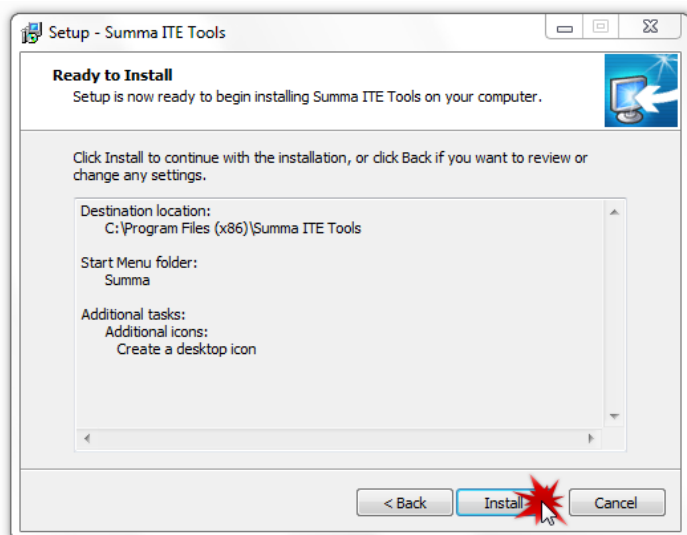 Setup - Summa ITE Tools
Ready to Install
Setup is now ready to begin installing Summa ITE Tools on your computer.
Click Install to continue with the installation, or click Back if you want to review or
change any settings.
Destination location:
C:\Program Files (x86)\Summa ITE Tools
Start Menu folder:
Summa
Additional tasks:
Additional icons:
Create a desktop icon
< Back Install Cancel